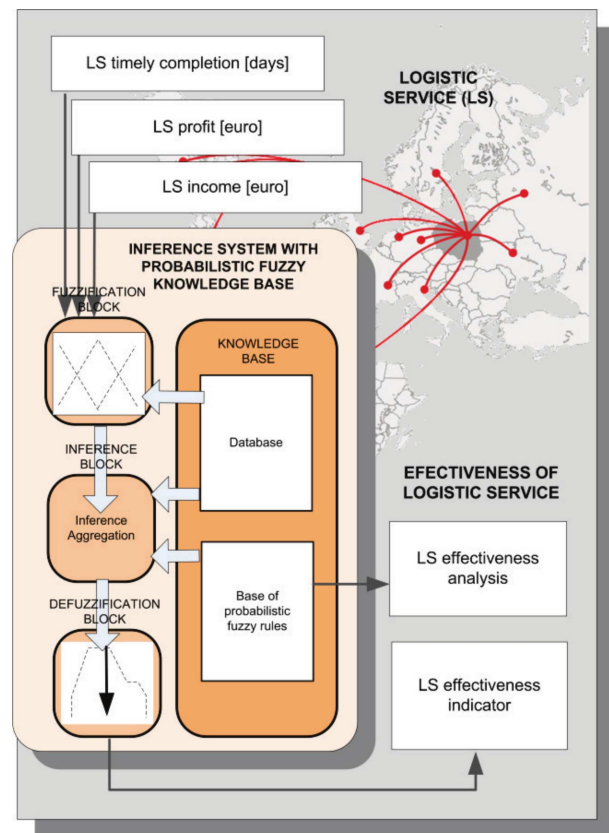 LS timely completion [days]
LS profit [euro]
LS income [euro]
LOGISTIC
SERVICE (LS)
INFERENCE SYSTEM WITH
PROBABILISTIC FUZZY
KNOWLEDGE BASE
FUZZIFICATION
BLOCK
KNOWLEDGE
BASE
Database
INFERENCE
BLOCK
Inference
Aggregation
Base of
probabilistic
fuzzy rules
DEFUZZIFICATION
BLOCK
EFECTIVENESS OF
LOGISTIC SERVICE
LS effectiveness
analysis
LS effectiveness
indicator